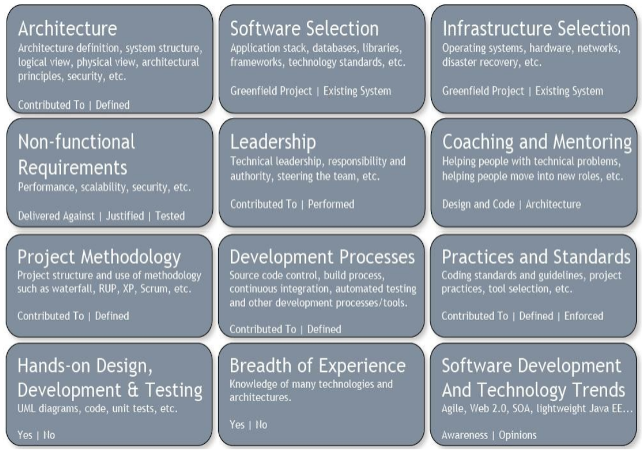 Architecture
Architecture definition, system structure,
logical view, physical view, architectural
principles, security, etc.
Contributed To | Defined
Software Selection
Application stack, databases, libraries,
frameworks, technology standards, etc.
Greenfield Project | Existing System
Infrastructure Selection
Operating systems, hardware, networks,
disaster recovery, etc.
Greenfield Project | Existing System
Non-functional
Requirements
Performance, scalability, security, etc.
Delivered Against | Justified | Tested
Leadership
Technical leadership, responsibility and
authority, steering the team, etc.
Contributed To | Performed
Coaching and Mentoring
Helping people with technical problems,
helping people move into new roles, etc.
Design and Code | Architecture
Project Methodology
Project structure and use of methodology
such as waterfall, RUP, XP, Scrum, etc.
Contributed To | Defined
Development Processes
Source code control, build process,
continuous integration, automated testing
and other development processes/tools.
Contributed To | Defined
Practices and Standards
Coding standards and guidelines, project
practices, tool selection, etc.
Contributed To | Defined | Enforced
Hands-on Design,
Development & Testing
UML diagrams, code, unit tests, etc.
Yes | No
Breadth of Experience
Knowledge of many technologies and
architectures.
Yes | No
Software Development
And Technology Trends
Agile, Web 2.0, SOA, lightweight Java EE...
Awareness | Opinions